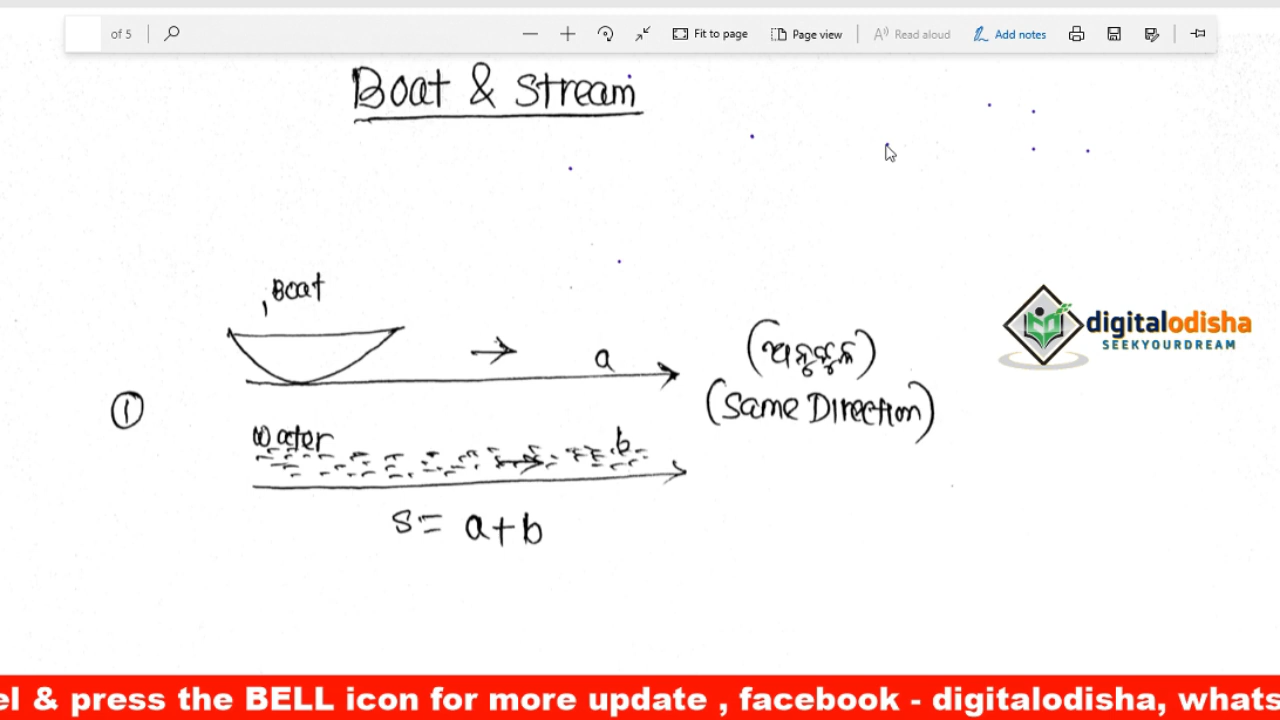 of 5
Fit to page
Page view
Read aloud
Add notes
Boat & Stream
Boat
a
(ଅନୁକୂଳ)
(Same Direction)
digitalodisha
SEEKYOURDREAM
①
Water
b
S = a+b
el & press the BELL icon for more update , facebook - digitalodisha, whats